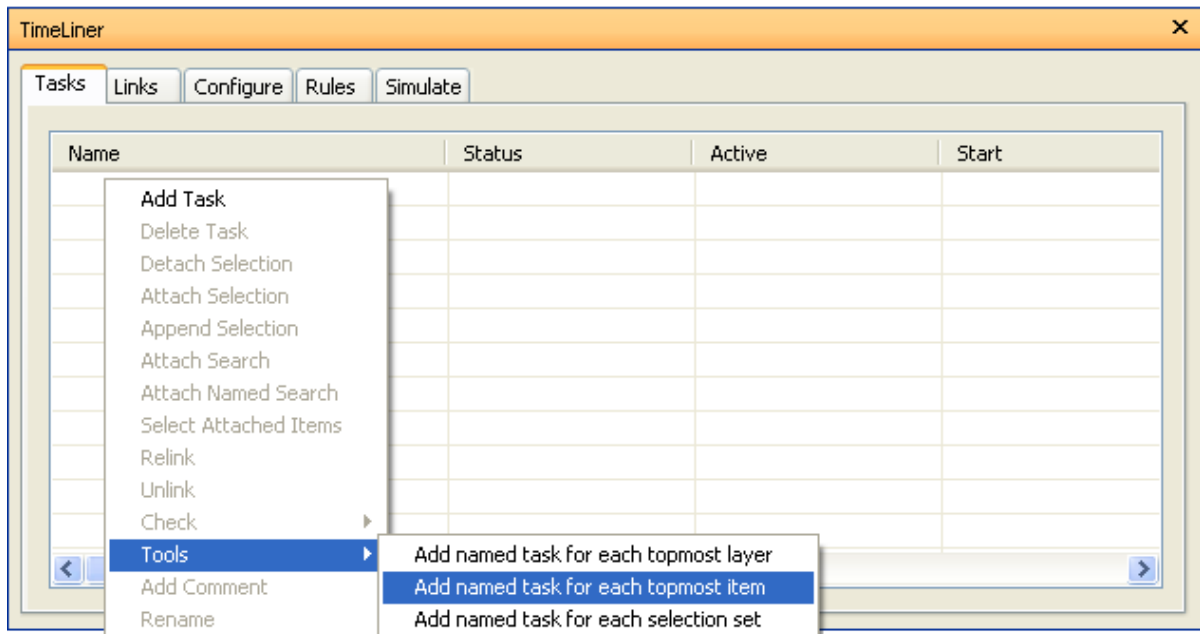 TimeLiner
Tasks Links Configure Rules Simulate
Name Status Active Start
Add Task
Delete Task
Detach Selection
Attach Selection
Append Selection
Attach Search
Attach Named Search
Select Attached Items
Relink
Unlink
Check
Tools
Add named task for each topmost layer
Add Comment
Add named task for each topmost item
Rename
Add named task for each selection set